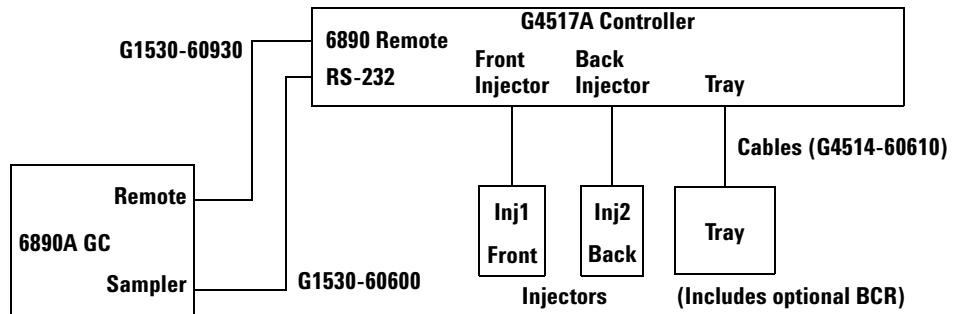 G4517A Controller
6890 Remote
RS-232
Front
Injector
Back
Injector
Tray
G1530-60930
Cables (G4514-60610)
Remote
6890A GC
Sampler
G1530-60600
Inj1
Front
Inj2
Back
Tray
Injectors
(Includes optional BCR)